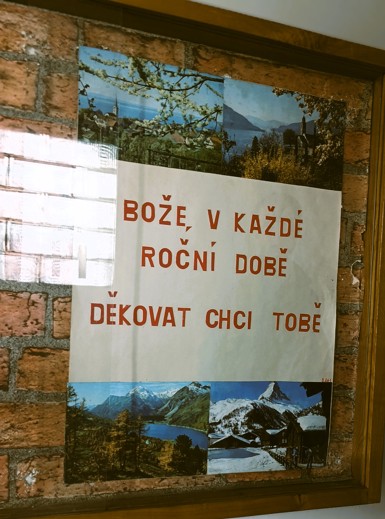 BOŽE, V KAŽDÉ
ROČNÍ DOBĚ
DĚKOVAT CHCI TOBĚ